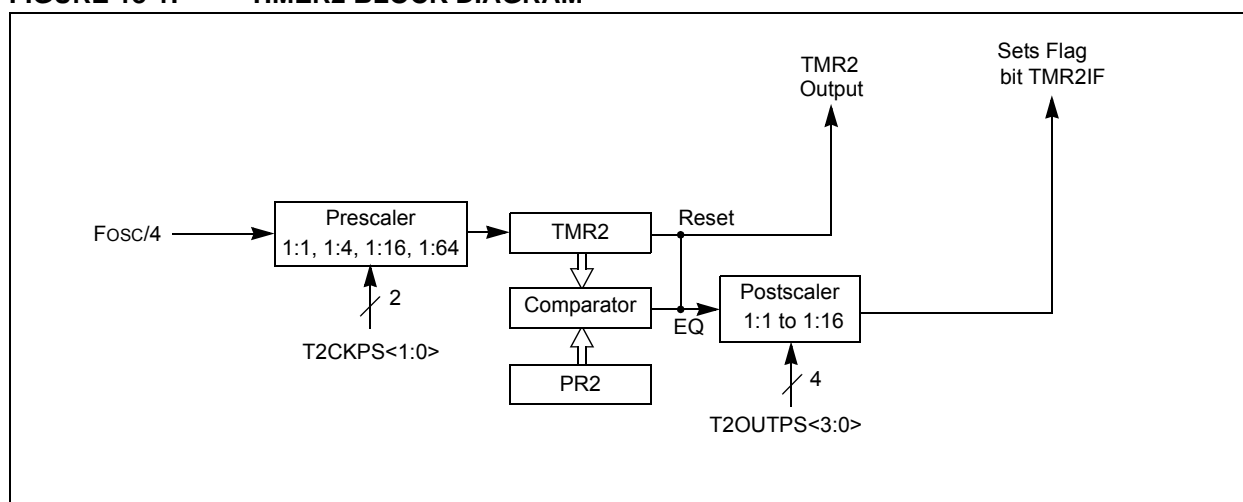 TMR2
Output
Sets Flag
bit TMR2IF
Fosc/4
Prescaler
1:1, 1:4, 1:16, 1:64
2
T2CKPS<1:0>
TMR2
Reset
Comparator
EQ
PR2
Postscaler
1:1 to 1:16
4
T2OUTPS<3:0>